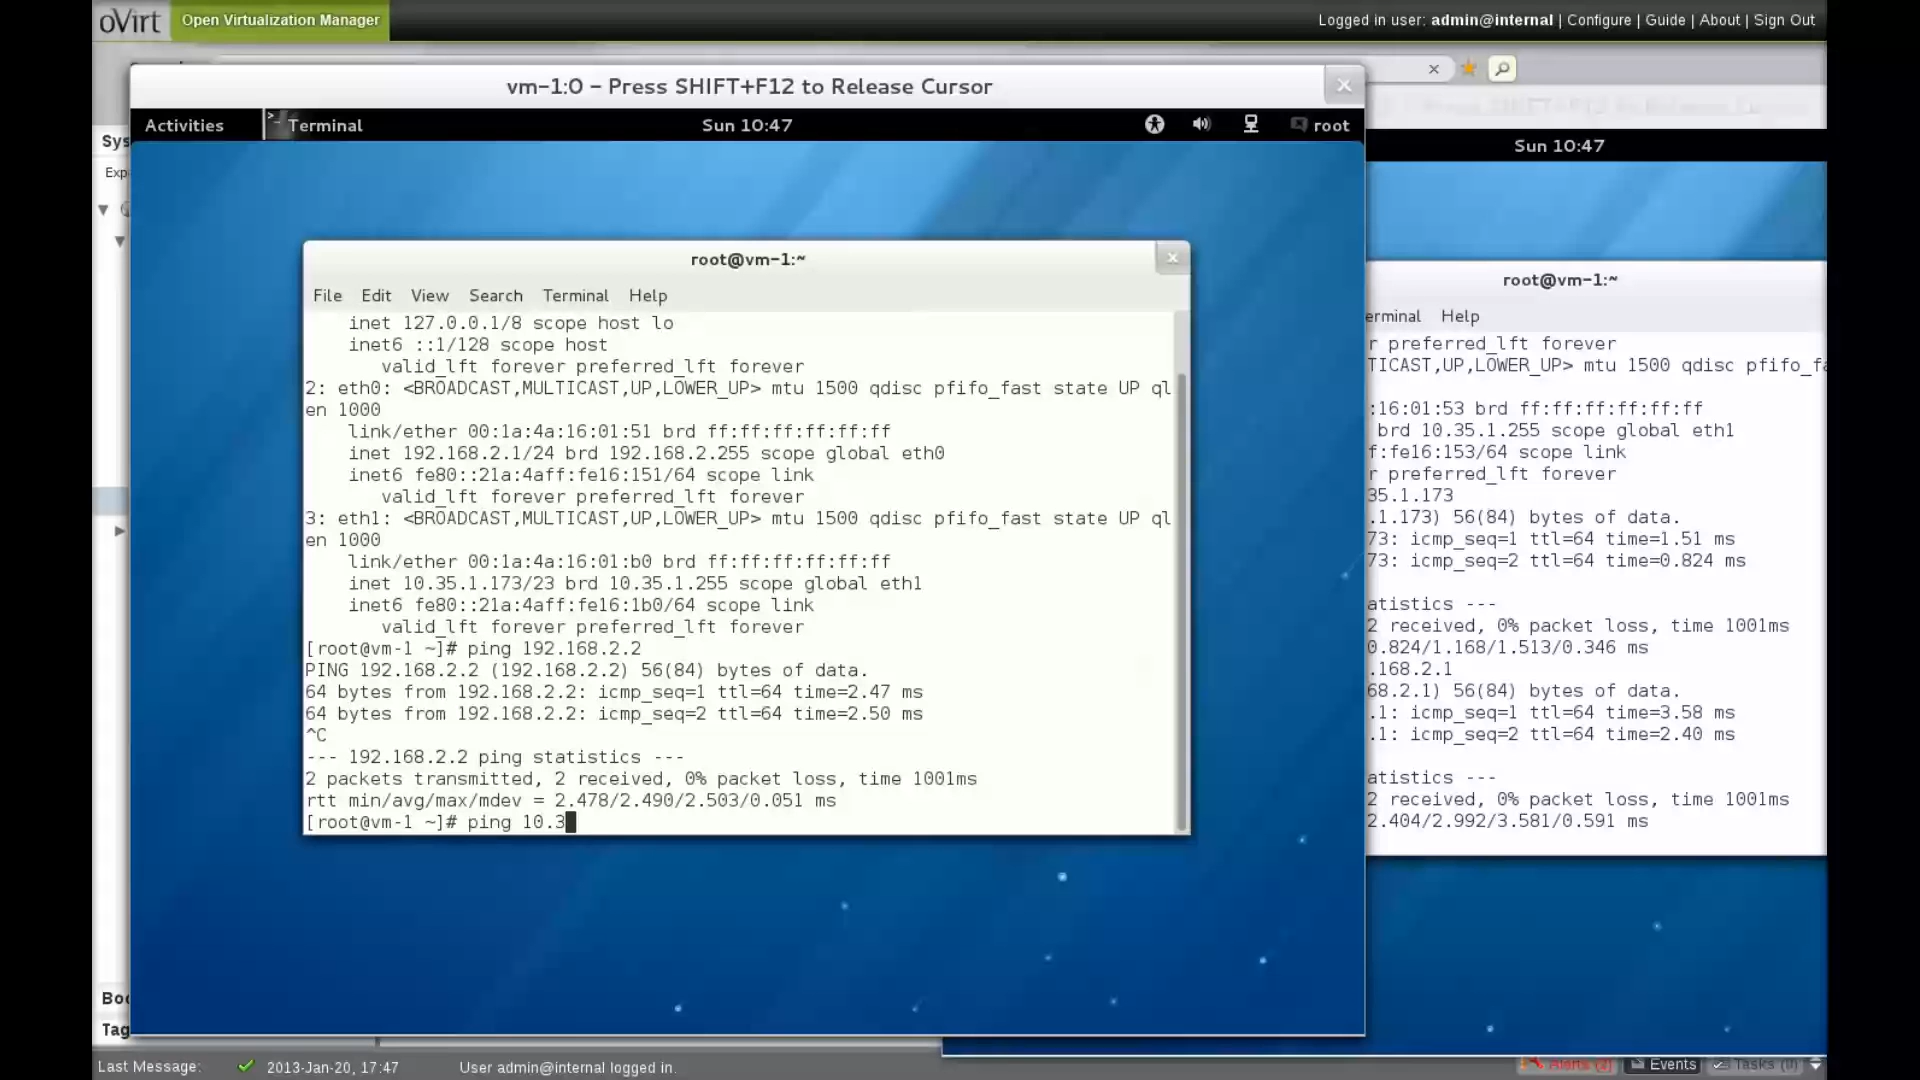 oVirt Open Virtualization Manager
Logged in user: admin@internal | Configure | Guide | About | Sign Out
vm-1:0 – Press SHIFT+F12 to Release Cursor
Activities
Terminal
Sun 10:47
root
Sys
Exp
root@vm-1:~
File Edit View Search Terminal Help
inet 127.0.0.1/8 scope host lo
inet6 ::1/128 scope host
valid_lft forever preferred_lft forever
2: eth0: <BROADCAST,MULTICAST,UP,LOWER_UP> mtu 1500 qdisc pfifo_fast state UP ql
en 1000
link/ether 00:1a:4a:16:01:51 brd ff:ff:ff:ff:ff:ff
inet 192.168.2.1/24 brd 192.168.2.255 scope global eth0
inet6 fe80::21a:4aff:fe16:151/64 scope link
valid_lft forever preferred_lft forever
3: eth1: <BROADCAST,MULTICAST,UP,LOWER_UP> mtu 1500 qdisc pfifo_fast state UP ql
en 1000
link/ether 00:1a:4a:16:01:b0 brd ff:ff:ff:ff:ff:ff
inet 10.35.1.173/23 brd 10.35.1.255 scope global eth1
inet6 fe80::21a:4aff:fe16:1b0/64 scope link
valid_lft forever preferred_lft forever
[root@vm-1 ~]# ping 192.168.2.2
PING 192.168.2.2 (192.168.2.2) 56(84) bytes of data.
64 bytes from 192.168.2.2: icmp_seq=1 ttl=64 time=2.47 ms
64 bytes from 192.168.2.2: icmp_seq=2 ttl=64 time=2.50 ms
^C
--- 192.168.2.2 ping statistics ---
2 packets transmitted, 2 received, 0% packet loss, time 1001ms
rtt min/avg/max/mdev = 2.478/2.490/2.503/0.051 ms
[root@vm-1 ~]# ping 10.3
Sun 10:47
root@vm-1:~
erminal Help
r preferred_lft forever
TICAST,UP,LOWER_UP> mtu 1500 qdisc pfifo_fa
:16:01:53 brd ff:ff:ff:ff:ff:ff
brd 10.35.1.255 scope global eth1
f:fe16:153/64 scope link
r preferred_lft forever
35.1.173
.1.173) 56(84) bytes of data.
73: icmp_seq=1 ttl=64 time=1.51 ms
73: icmp_seq=2 ttl=64 time=0.824 ms
atistics ---
2 received, 0% packet loss, time 1001ms
0.824/1.168/1.513/0.346 ms
.168.2.1
68.2.1) 56(84) bytes of data.
.1: icmp_seq=1 ttl=64 time=3.58 ms
.1: icmp_seq=2 ttl=64 time=2.40 ms
atistics ---
2 received, 0% packet loss, time 1001ms
2.404/2.992/3.581/0.591 ms
Boo
Tag
Last Message: 2013-Jan-20, 17:47 User admin@internal logged in.
Alerts (2) Events Tasks (0)